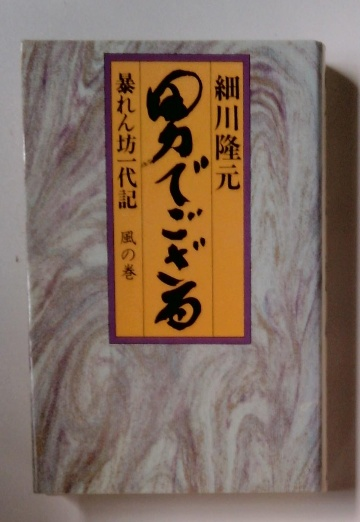 細川隆元
男でござる
暴れん坊一代記 風の巻